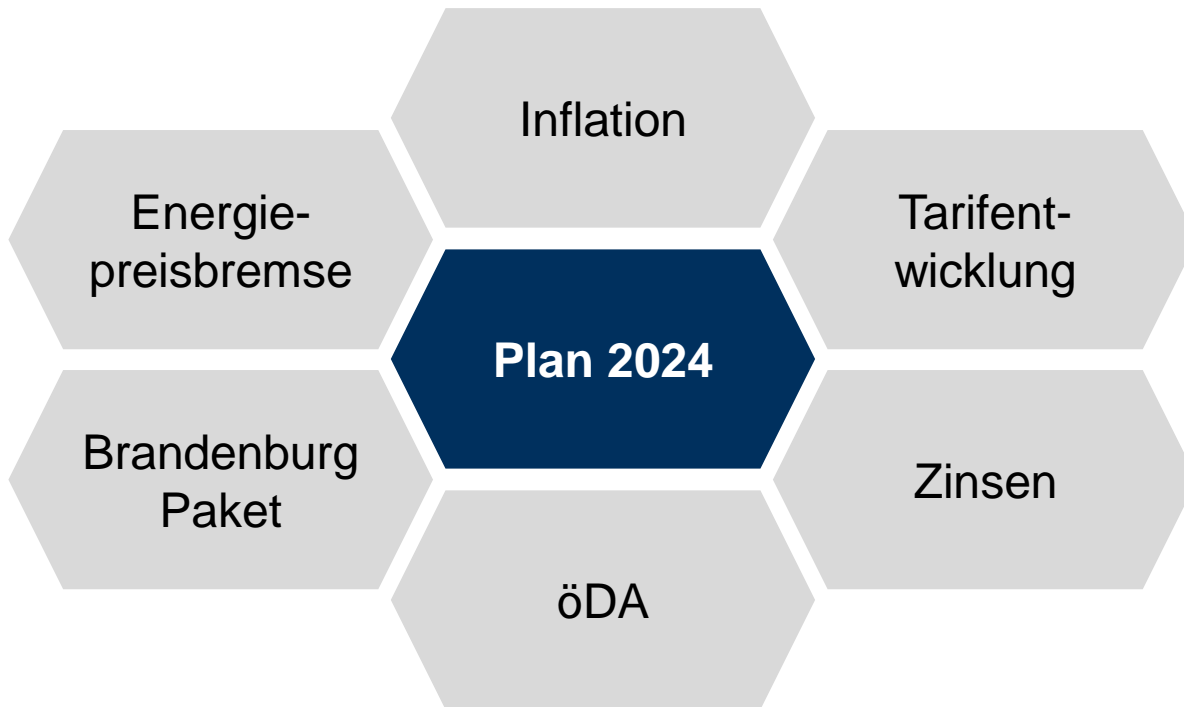 Inflation
Energie-
preisbremse
Tarifent-
wicklung
Plan 2024
Brandenburg
Paket
Zinsen
öDA